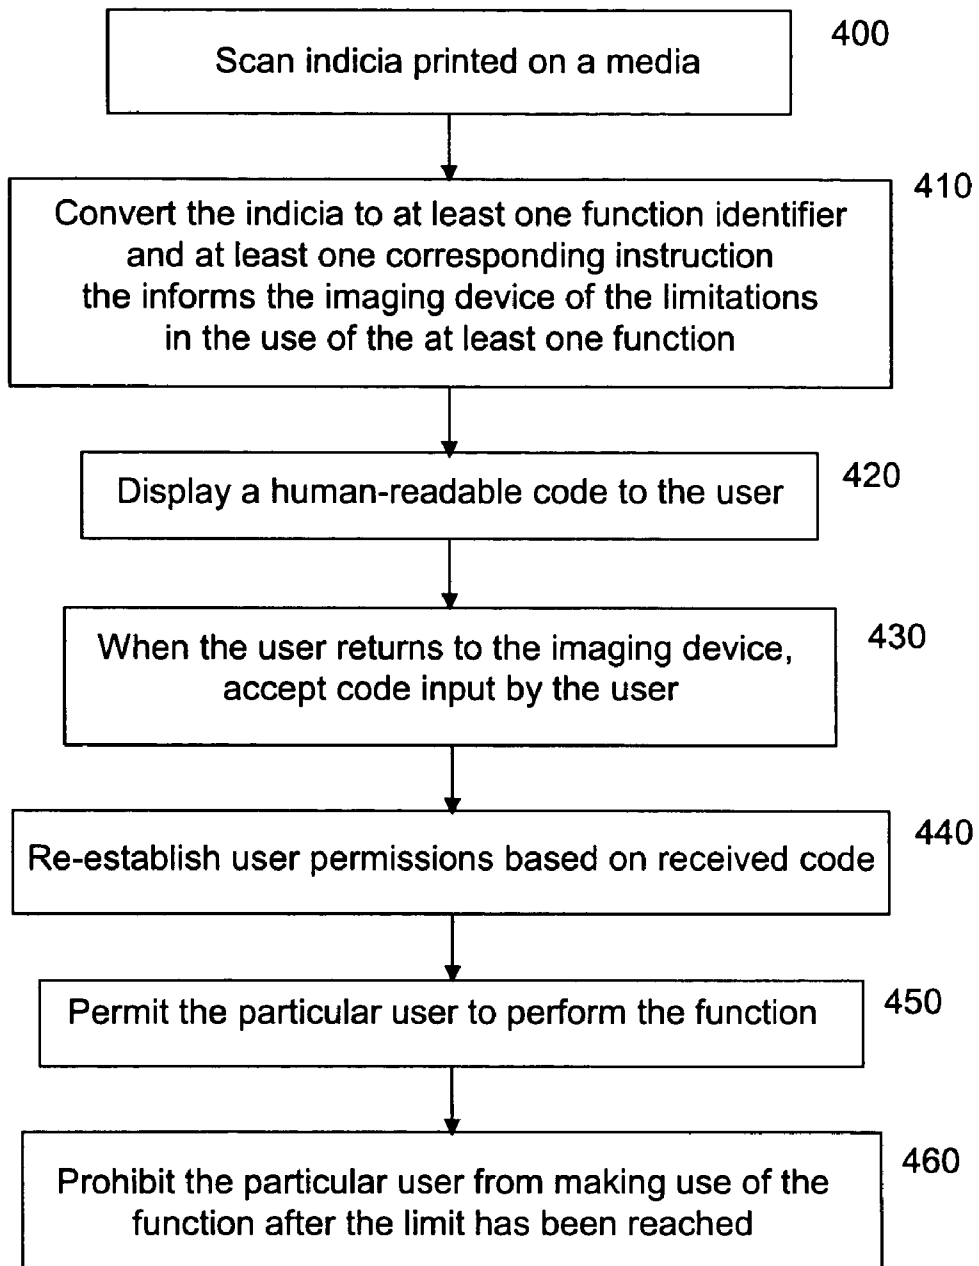 400
Scan indicia printed on a media
410
Convert the indicia to at least one function identifier
and at least one corresponding instruction
the informs the imaging device of the limitations
in the use of the at least one function
420
Display a human-readable code to the user
430
When the user returns to the imaging device,
accept code input by the user
440
Re-establish user permissions based on received code
450
Permit the particular user to perform the function
460
Prohibit the particular user from making use of the
function after the limit has been reached